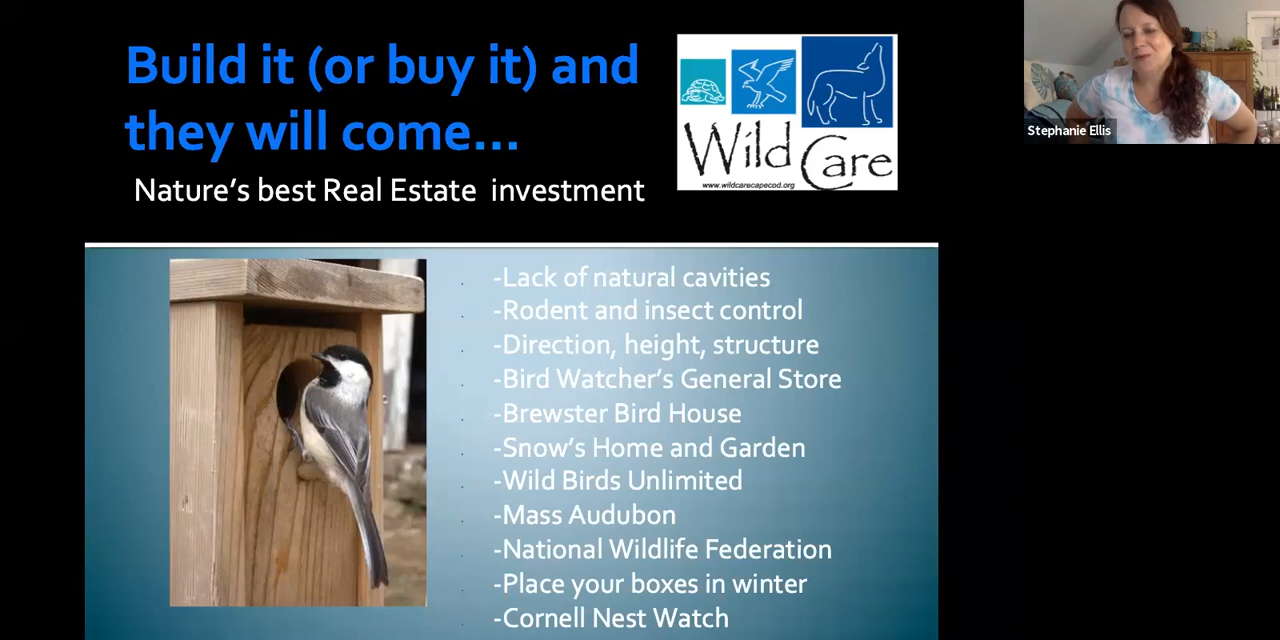 Build it (or buy it) and
they will come...
Nature's best Real Estate investment
Wild Care
www.wildcarecapecod.org
Stephanie Ellis
-Lack of natural cavities
-Rodent and insect control
-Direction, height, structure
-Bird Watcher's General Store
-Brewster Bird House
-Snow's Home and Garden
-Wild Birds Unlimited
-Mass Audubon
-National Wildlife Federation
-Place your boxes in winter
-Cornell Nest Watch